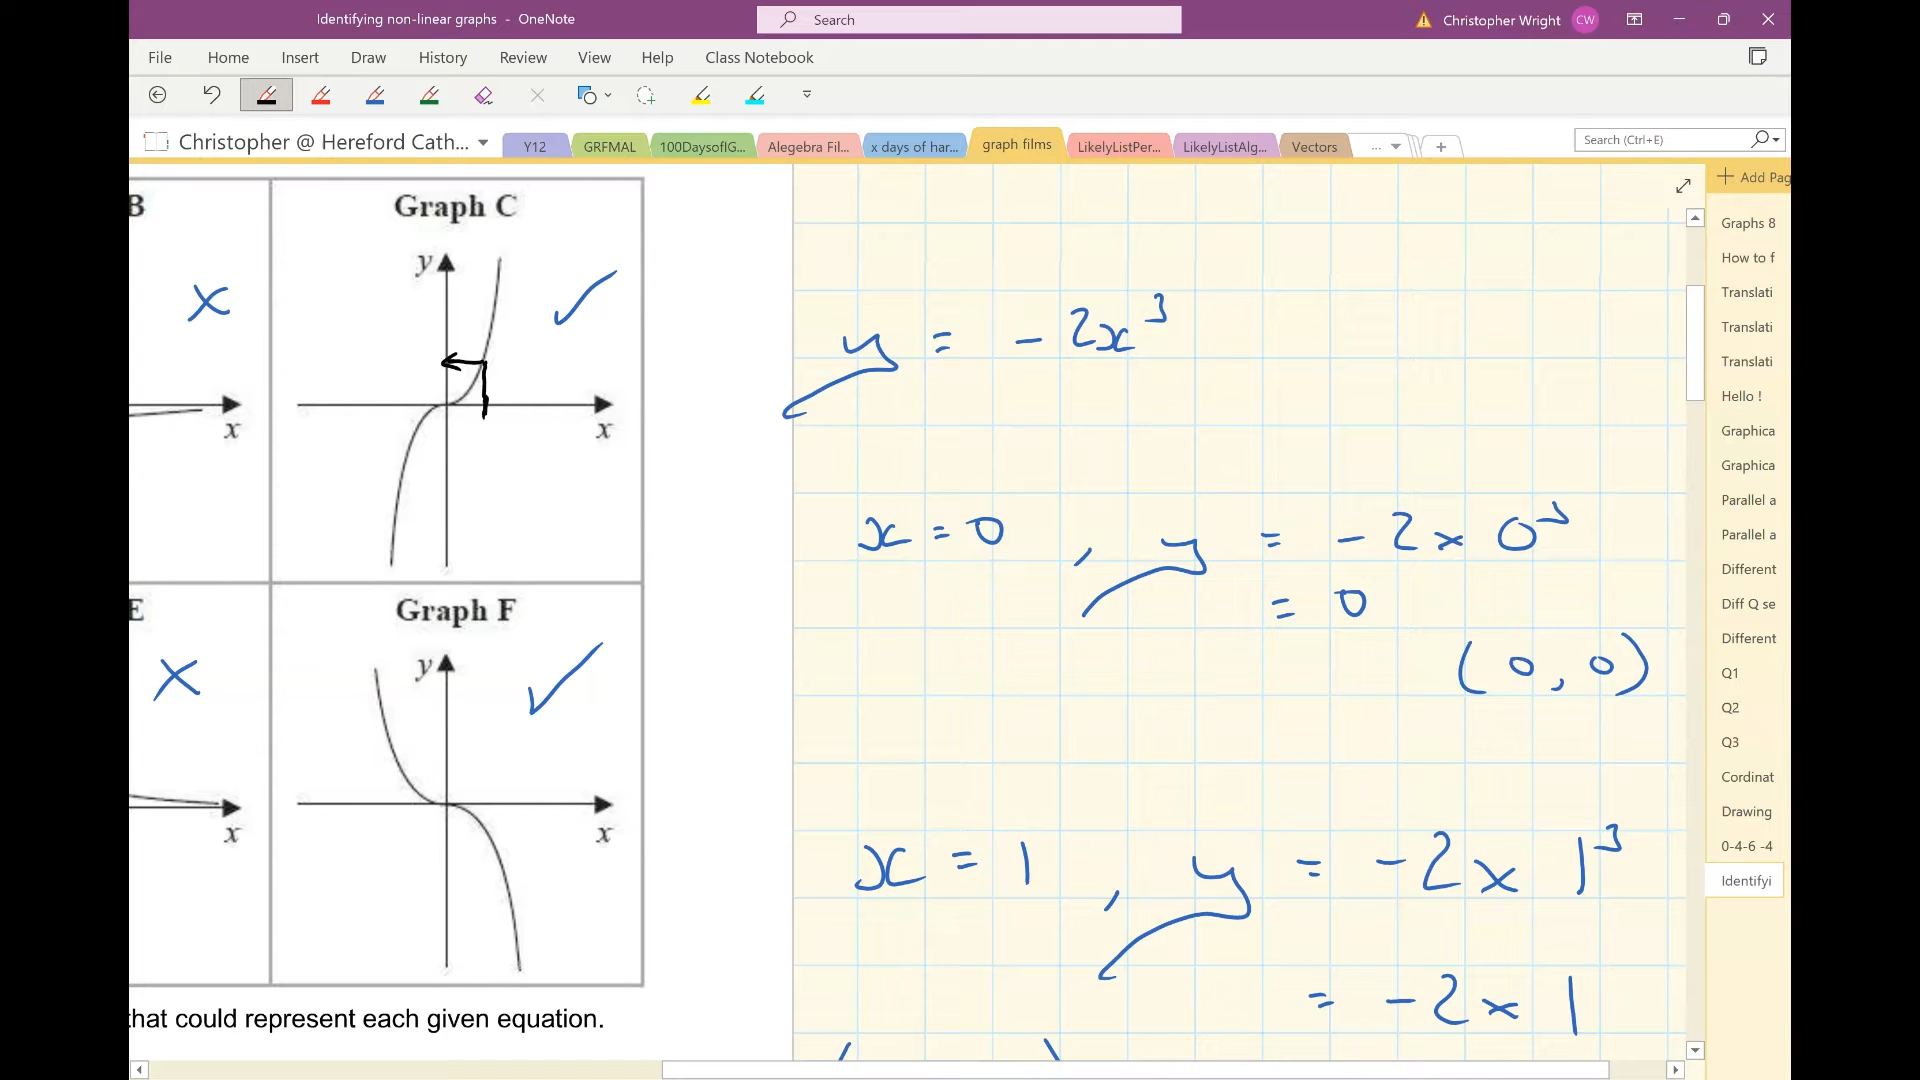 Identifying non-linear graphs - OneNote
Search
Christopher Wright CW
File Home Insert Draw History Review View Help Class Notebook
Christopher @ Hereford Cath...
Y12 GRFMAL 100DaysofIG... Alegebra Fil... x days of har... graph films LikelyListPer... LikelyListAlg... Vectors ...
Search (Ctrl+E)
Add Pag
Graphs 8
How to f
Translati
Translati
Translati
Hello !
Graphica
Graphica
Parallel a
Parallel a
Different
Diff Q se
Different
Q1
Q2
Q3
Cordinat
Drawing
0-4-6 -4
Identifyi
B
x
x
Graph C
y
x
E
x
x
Graph F
y
x
that could represent each given equation.
y = -2x³
x = 0 , y = -2 × 0³
= 0
(0, 0)
x = 1 , y = -2 × 1³
= -2 × 1